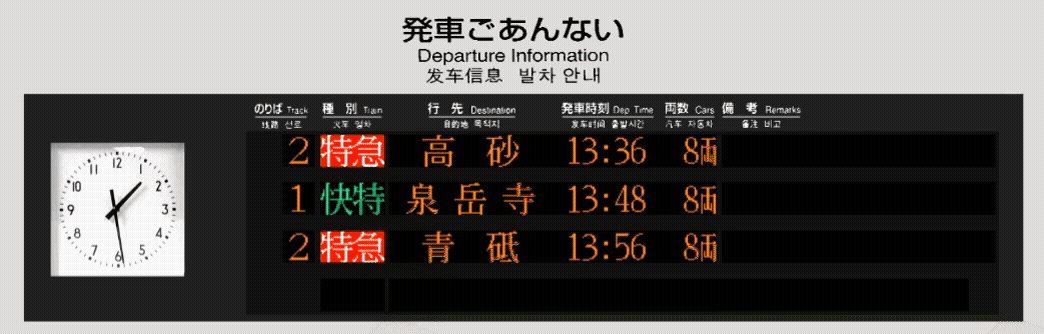 発車ごあんない
Departure Information
发车信息 발차 안내
のりば Track 種別 Train 行先 Destination 発車時刻 Dep Time 両数 Cars 備考 Remarks
线路 선로 火车 열차 目的地 목적지 发车时间 출발시간 汽车 자동차 备注 비고
2 特急 高砂 13:36 8両
1 快特 泉岳寺 13:48 8両
2 特急 青砥 13:56 8両
12
1
2
3
4
5
6
7
8
9
10
11